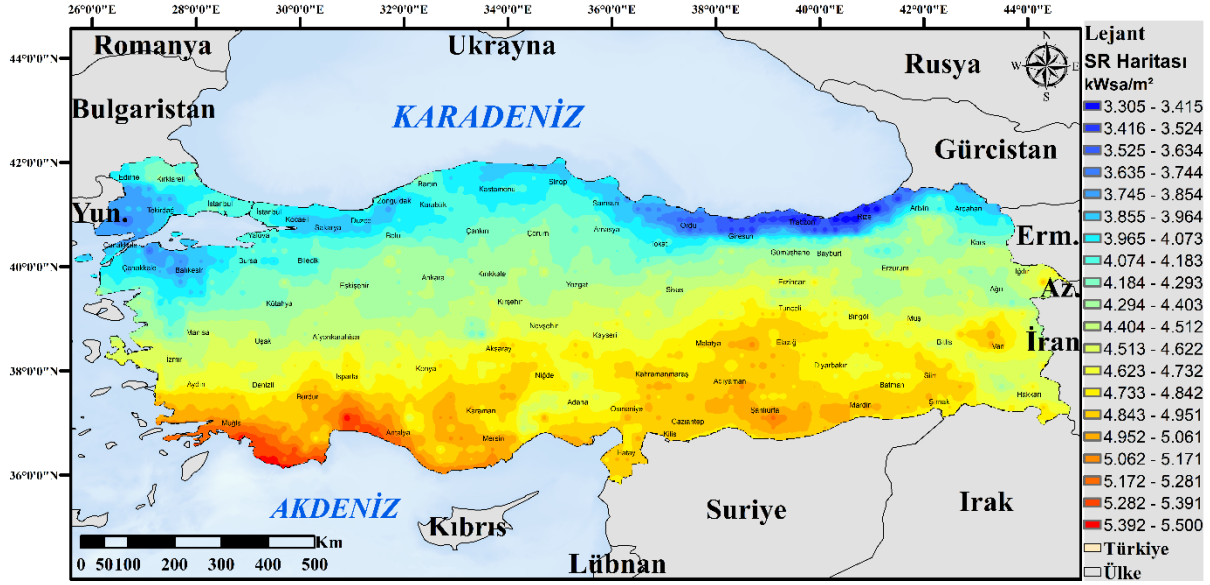 26°0'0"E 28°0'0"E 30°0'0"E 32°0'0"E 34°0'0"E 36°0'0"E 38°0'0"E 40°0'0"E 42°0'0"E 44°0'0"E
44°0'0"N
42°0'0"N
40°0'0"N
38°0'0"N
36°0'0"N
Romanya
Ukrayna
Rusya
Bulgaristan
KARADENİZ
Gürcistan
Yun.
Erm.
Az.
İran
AKDENİZ
Kıbrıs
Suriye
Irak
Lübnan
N
W E
S
Edirne Kırklareli
Tekirdağ İstanbul İstanbul
Kocaeli Sakarya Düzce Zonguldak Bartın Karabük Kastamonu Sinop
Samsun Ordu Giresun Trabzon Rize Artvin Ardahan
Çanakkale Yalova Bolu Çankırı Çorum Amasya Tokat Kars
Çanakkale Balıkesir Bursa Bilecik Gümüşhane Bayburt
Eskişehir Ankara Kırıkkale Yozgat Sivas Erzincan Erzurum Iğdır
Ağrı
Kütahya Kırşehir Tunceli
Manisa Uşak Afyonkarahisar Nevşehir Kayseri Bingöl Muş
İzmir Aksaray Malatya Elazığ Bitlis Van
Aydın Denizli Isparta Konya Niğde Kahramanmaraş Adıyaman Diyarbakır Batman Siirt
Burdur Karaman Adana Osmaniye Şanlıurfa Mardin Şırnak Hakkari
Muğla Antalya Mersin Gaziantep Kilis
Hatay
0 50 100 200 300 400 500
Km
Lejant
SR Haritası
kWsa/m²
3.305 - 3.415
3.416 - 3.524
3.525 - 3.634
3.635 - 3.744
3.745 - 3.854
3.855 - 3.964
3.965 - 4.073
4.074 - 4.183
4.184 - 4.293
4.294 - 4.403
4.404 - 4.512
4.513 - 4.622
4.623 - 4.732
4.733 - 4.842
4.843 - 4.951
4.952 - 5.061
5.062 - 5.171
5.172 - 5.281
5.282 - 5.391
5.392 - 5.500
Türkiye
Ülke